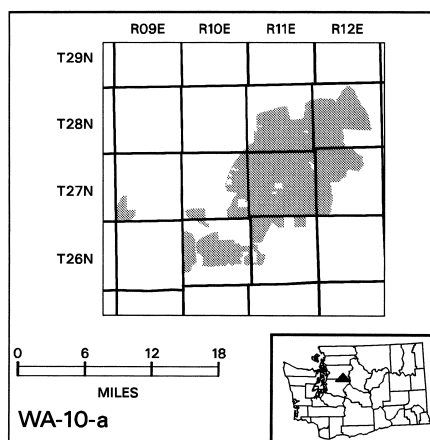 R09E R10E R11E R12E
T29N
T28N
T27N
T26N
0 6 12 18
MILES
WA-10-a